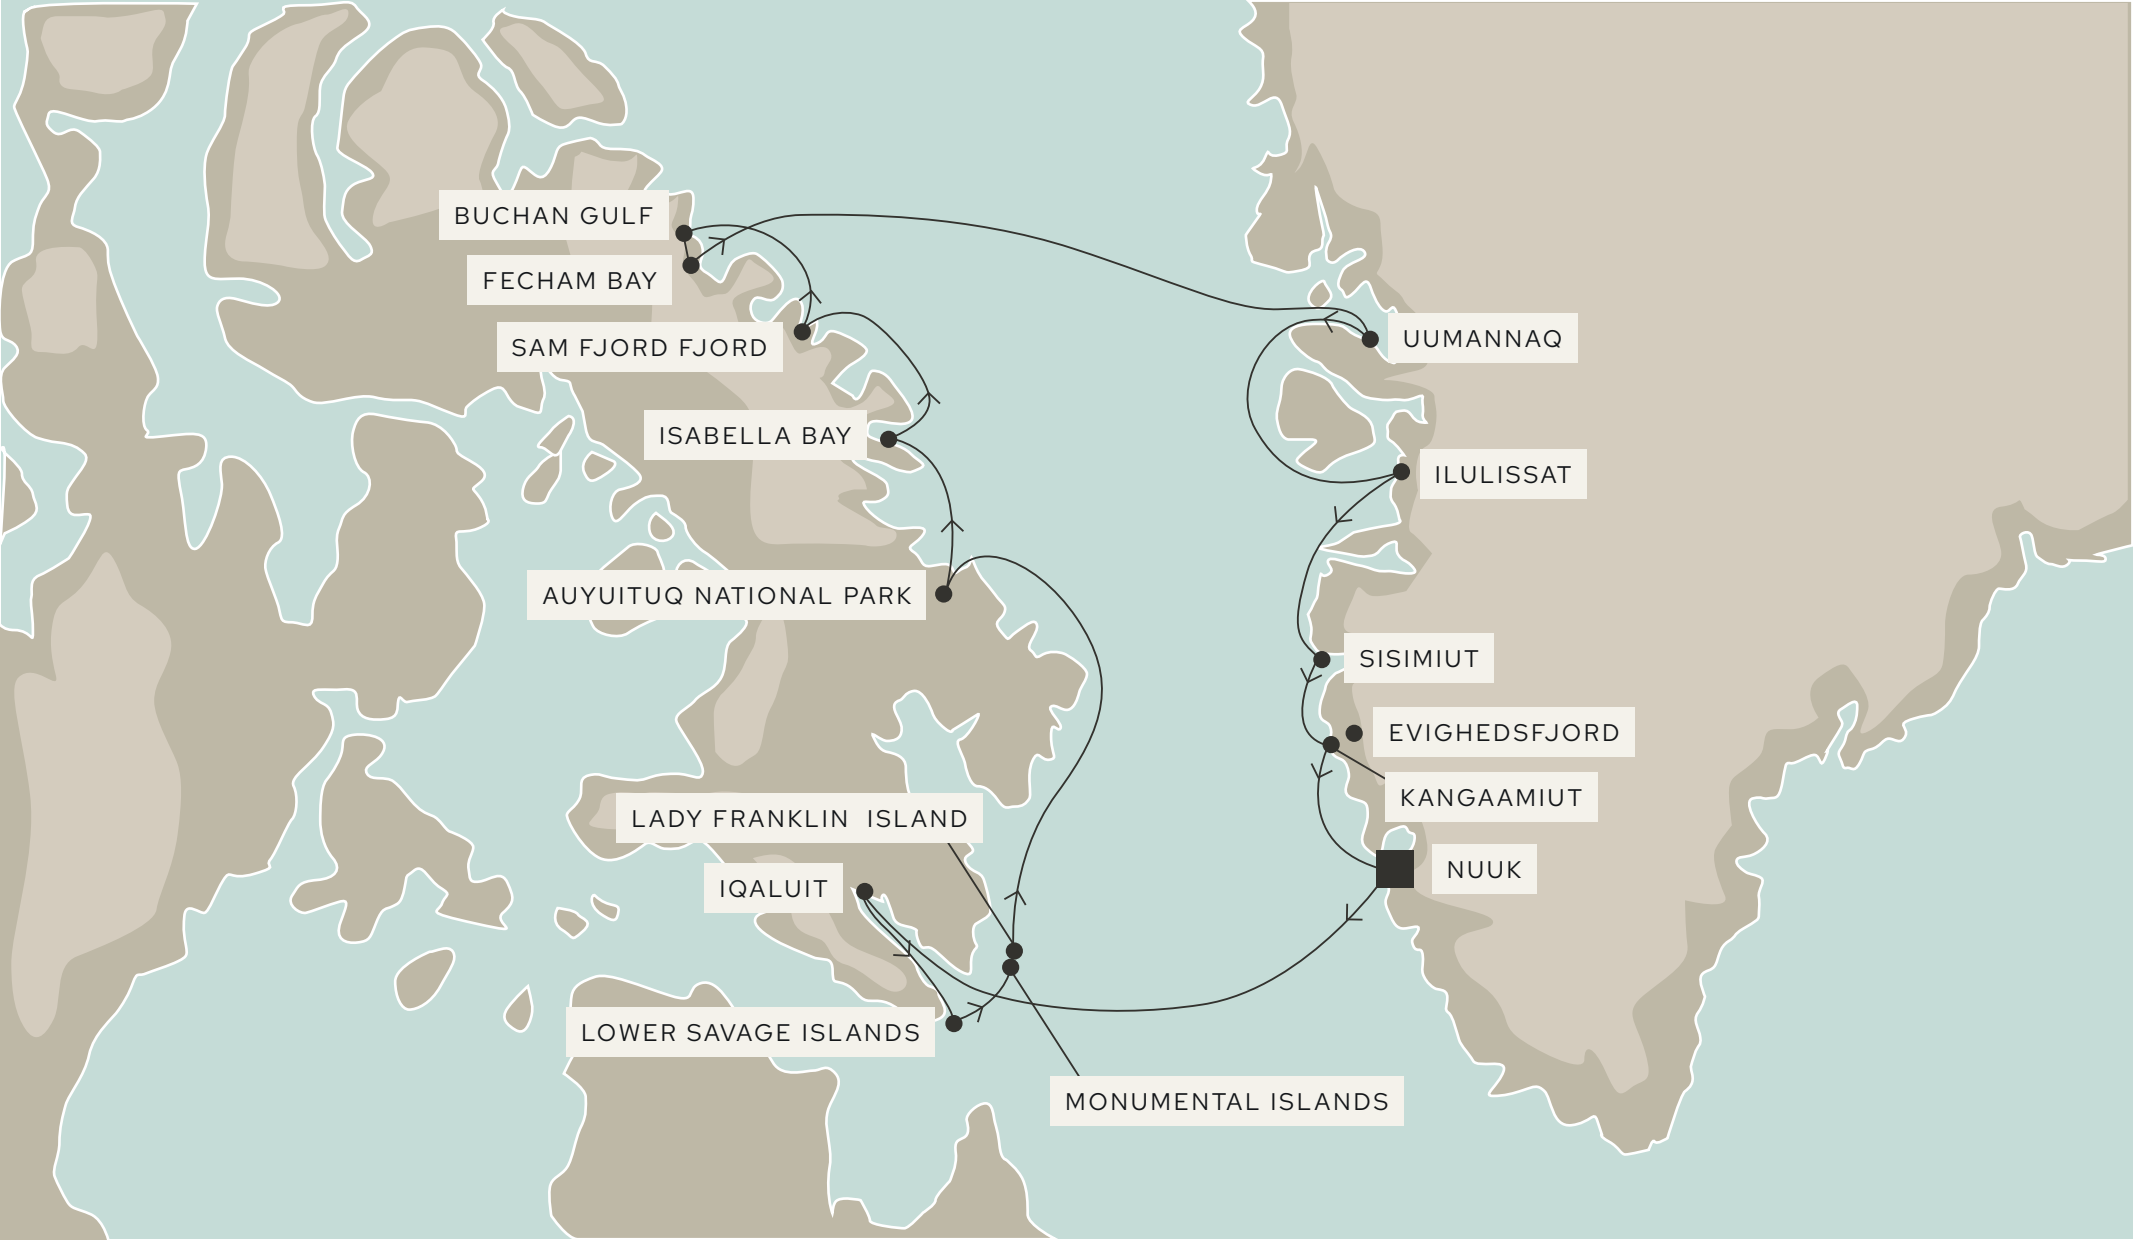 BUCHAN GULF
FECHAM BAY
SAM FJORD FJORD
UUMANNAQ
ISABELLA BAY
ILULISSAT
AUYUITUQ NATIONAL PARK
SISIMIUT
EVIGHEDSFJORD
KANGAAMIUT
LADY FRANKLIN ISLAND
NUUK
IQALUIT
LOWER SAVAGE ISLANDS
MONUMENTAL ISLANDS